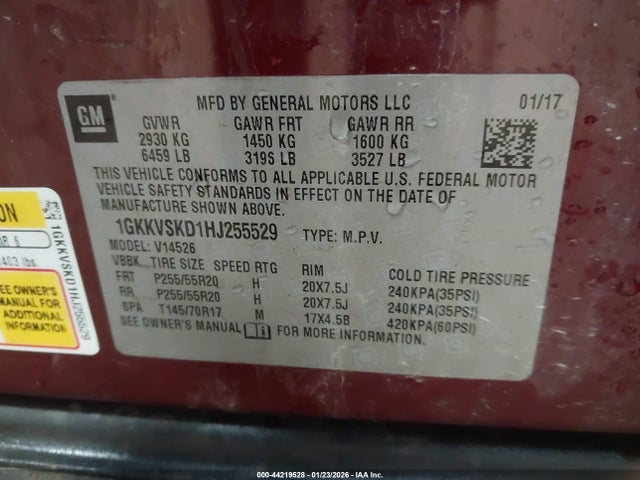 GM
MFD BY GENERAL MOTORS LLC 01/17
GVWR GAWR FRT GAWR RR
2930 KG 1450 KG 1600 KG
6459 LB 3196 LB 3527 LB
THIS VEHICLE CONFORMS TO ALL APPLICABLE U.S. FEDERAL MOTOR
VEHICLE SAFETY STANDARDS IN EFFECT ON THE DATE OF
MANUFACTURE SHOWN ABOVE.
1GKKVSKD1HJ255529 TYPE: M.P.V.
MODEL: V14526
VBBK TIRE SIZE SPEED RTG RIM COLD TIRE PRESSURE
FRT P255/55R20 H 20X7.5J 240KPA(35PSI)
RR P255/55R20 H 20X7.5J 240KPA(35PSI)
SPA T145/70R17 M 17X4.5B 420KPA(60PSI)
SEE OWNER'S MANUAL FOR MORE INFORMATION.
ON
1403 lbs.
SEE OWNER'S
MANUAL FOR
ADDITIONAL
INFORMATION
1GKKVSKD1HJ255529
000-44219528 - 01/23/2026 - IAAI, Inc.